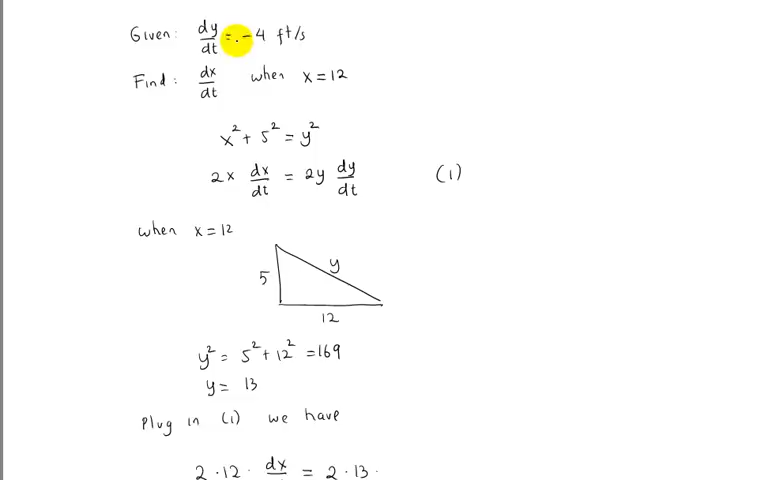 Given: dy/dt = -4 ft/s
Find: dx/dt when x=12
x² + 5² = y²
2x dx/dt = 2y dy/dt (1)
when x=12
y
5
12
y² = 5² + 12² = 169
y = 13
Plug in (1) we have
2 · 12 · dx = 2 · 13 ·